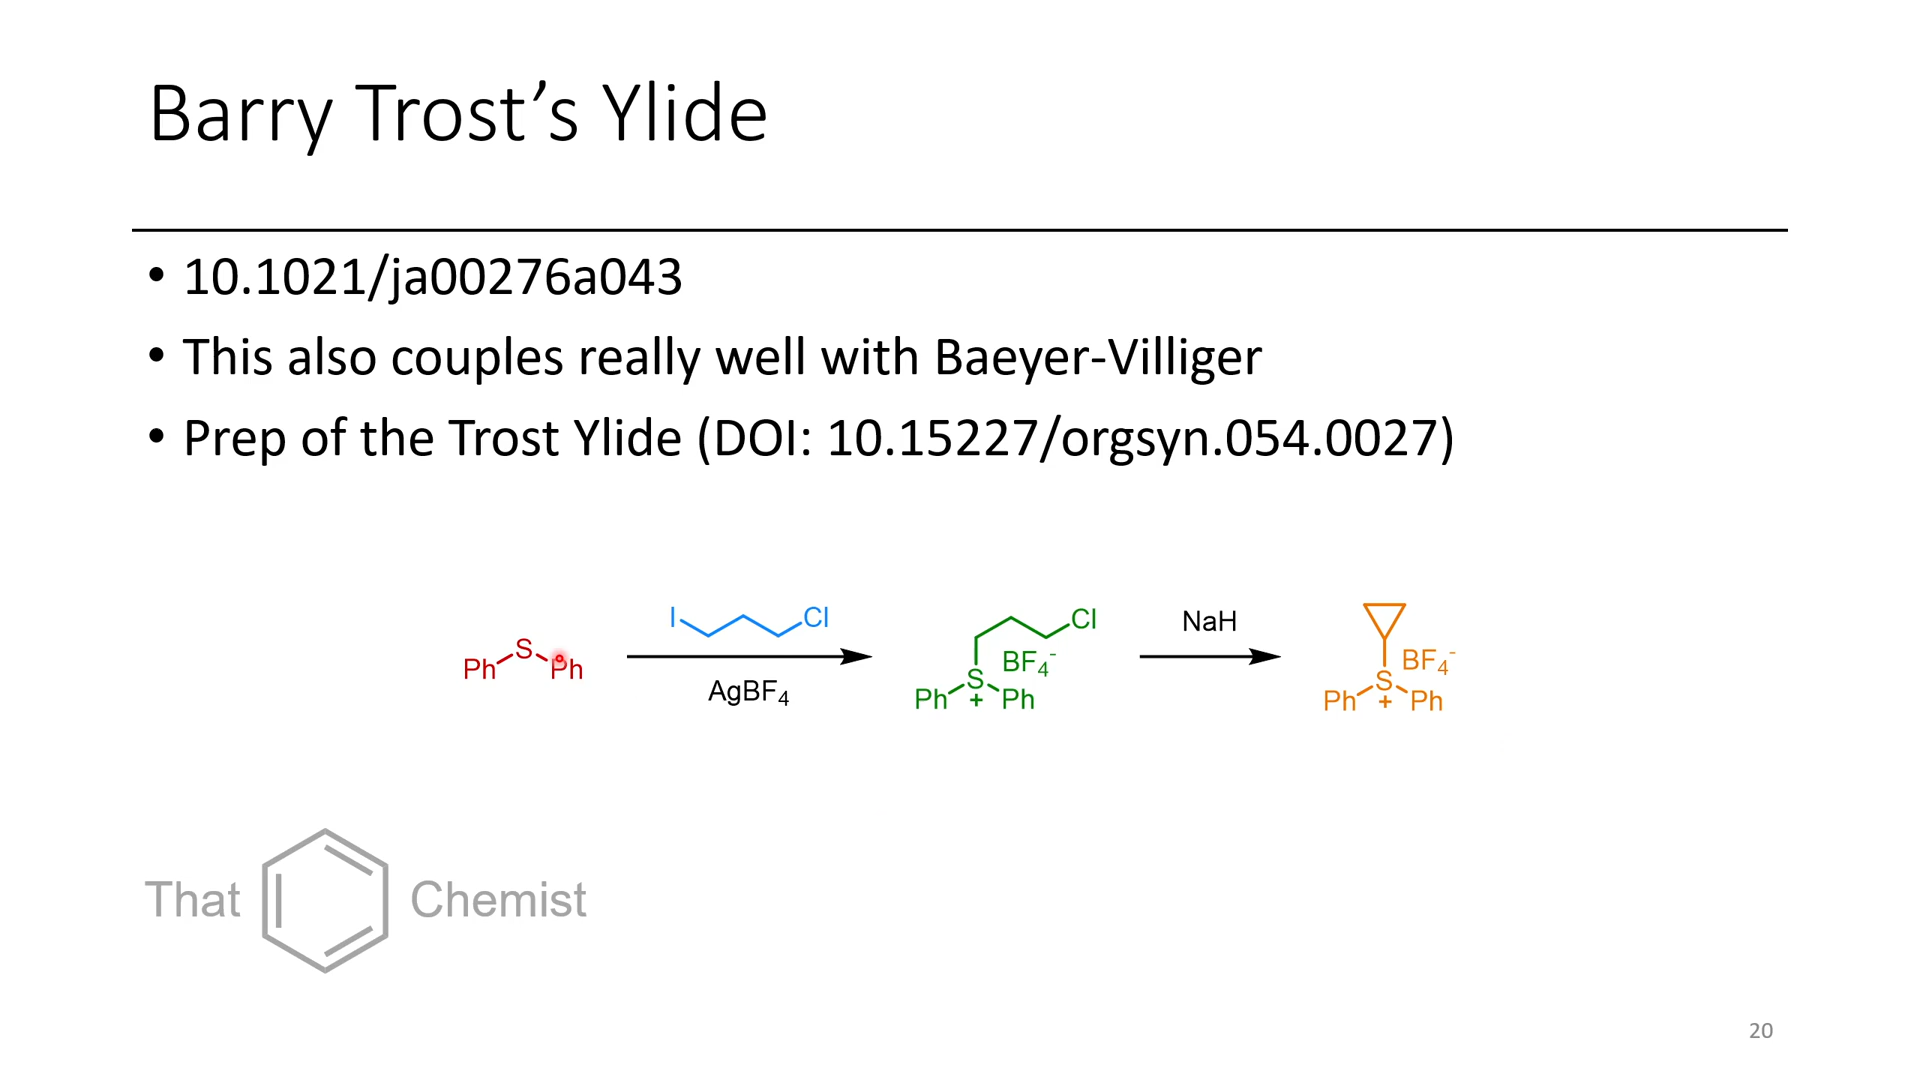 Barry Trost’s Ylide
• 10.1021/ja00276a043
• This also couples really well with Baeyer-Villiger
• Prep of the Trost Ylide (DOI: 10.15227/orgsyn.054.0027)
Ph S Ph
I Cl
AgBF4
Cl
BF4-
Ph S+ Ph
NaH
BF4-
Ph S+ Ph
That Chemist
20